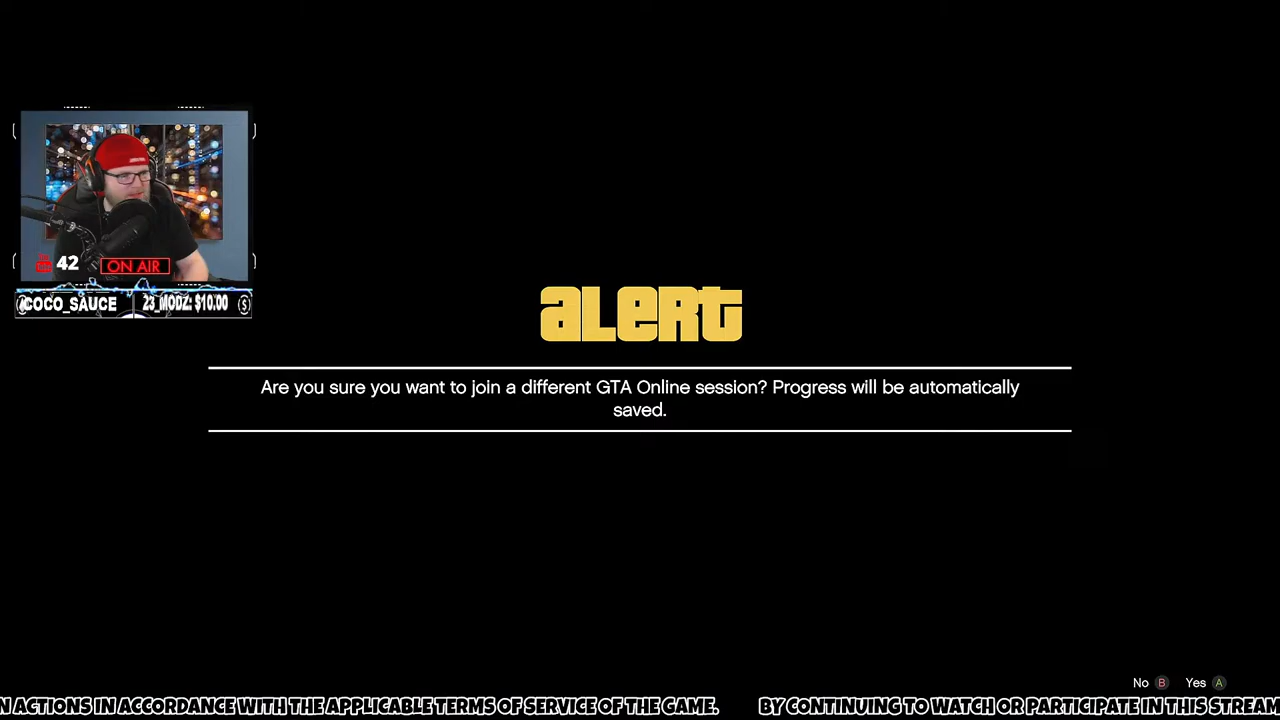 42
ON AIR
COCO_SAUCE
23_MODZ: $10.00
aLeRt
Are you sure you want to join a different GTA Online session? Progress will be automatically
saved.
No B Yes A
N ACTIONS IN ACCORDANCE WITH THE APPLICABLE TERMS OF SERVICE OF THE GAME. BY CONTINUING TO WATCH OR PARTICIPATE IN THIS STREAM